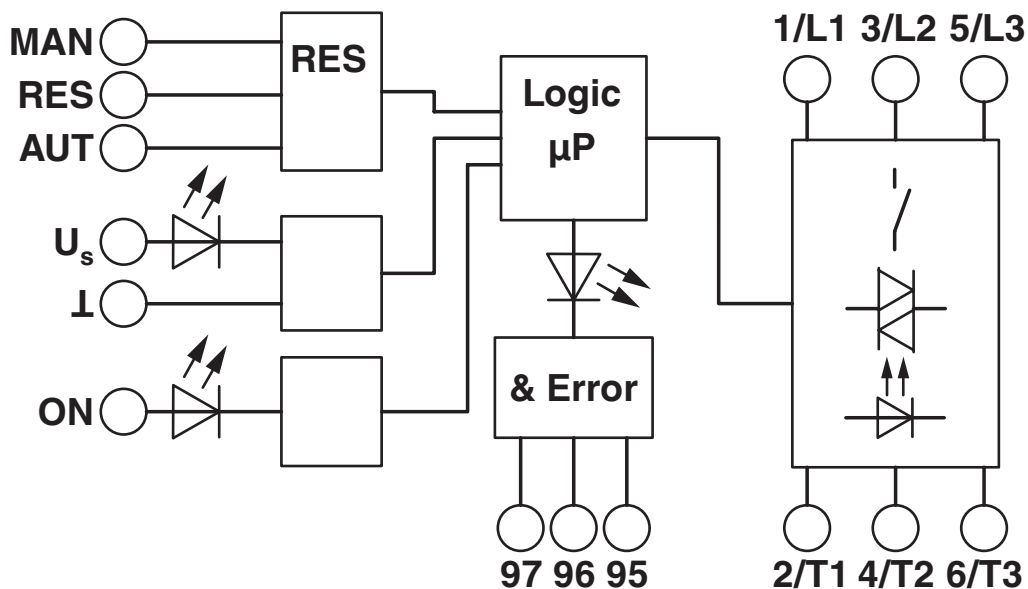 MAN
RES
AUT
RES
Us
⊥
ON
Logic
µP
& Error
97 96 95
1/L1 3/L2 5/L3
2/T1 4/T2 6/T3